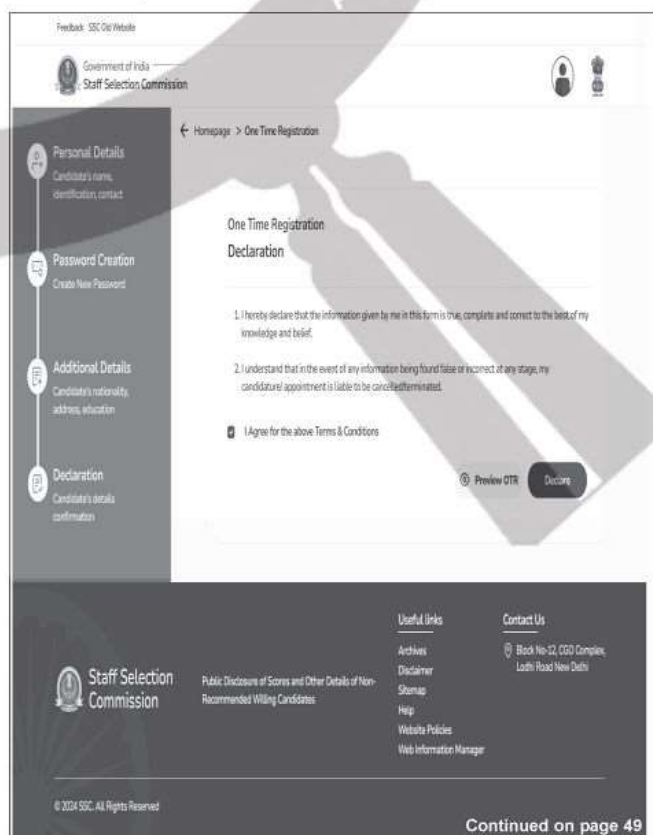 Feedback SSC Old Website
Government of India
Staff Selection Commission
← Homepage > One Time Registration
Personal Details
Candidate's name,
identification, contact
Password Creation
Create New Password
Additional Details
Candidate's nationality,
address, education
Declaration
Candidate's details
confirmation
One Time Registration
Declaration
1. I hereby declare that the information given by me in this form is true, complete and correct to the best of my
knowledge and belief.
2. I understand that in the event of any information being found false or incorrect at any stage, my
candidature/ appointment is liable to be cancelled/terminated.
I Agree for the above Terms & Conditions
Preview OTR
Declare
Staff Selection
Commission
Public Disclosure of Scores and Other Details of Non-
Recommended Willing Candidates
Useful links
Archives
Disclaimer
Sitemap
Help
Website Policies
Web Information Manager
Contact Us
Block No-12, CGO Complex,
Lodhi Road New Delhi
© 2024 SSC. All Rights Reserved
Continued on page 49